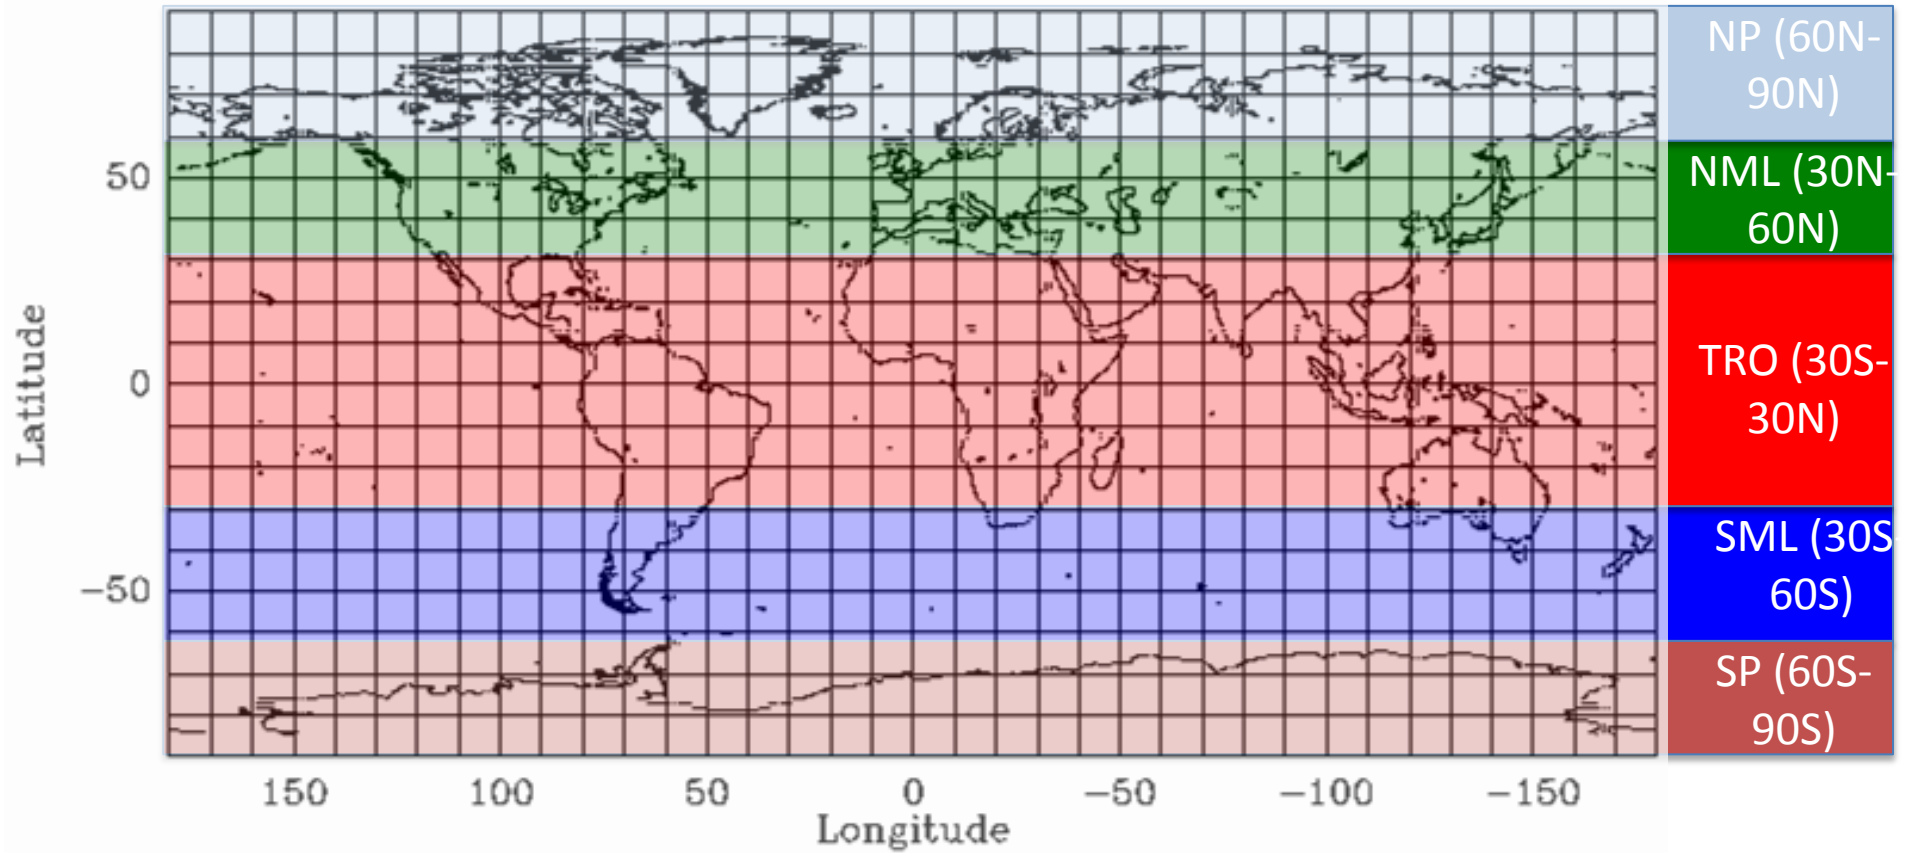 NP (60N-
90N)
NML (30N-
60N)
TRO (30S-
30N)
SML (30S-
60S)
SP (60S-
90S)
Latitude
50
0
−50
150 100 50 0 −50 −100 −150
Longitude